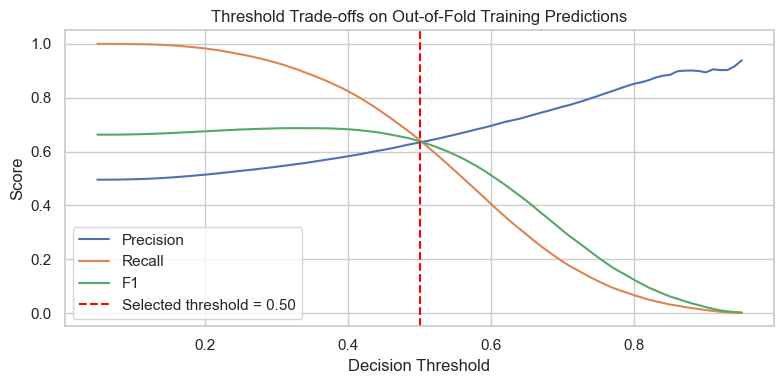 Threshold Trade-offs on Out-of-Fold Training Predictions
1.0
0.8
0.6
0.4
0.2
0.0
Score
Precision
Recall
F1
Selected threshold = 0.50
0.2 0.4 0.6 0.8
Decision Threshold